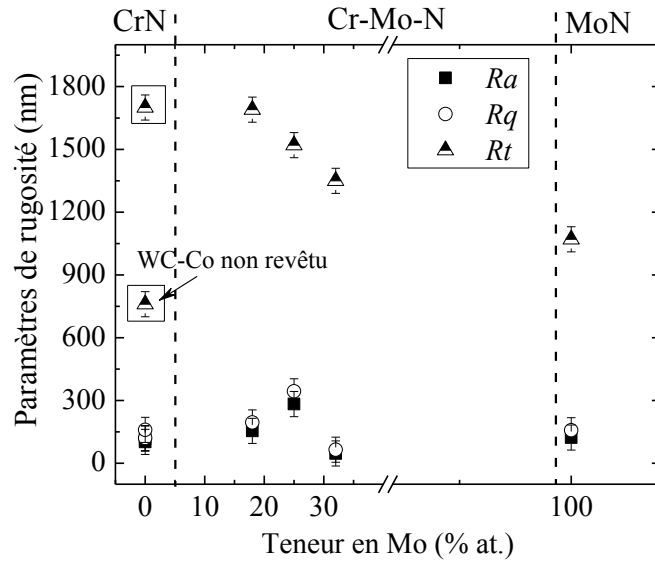 CrN Cr-Mo-N MoN
1800
1500
1200
900
600
300
0
Paramètres de rugosité (nm)
Ra
Rq
Rt
WC-Co non revêtu
0 10 20 30 100
Teneur en Mo (% at.)